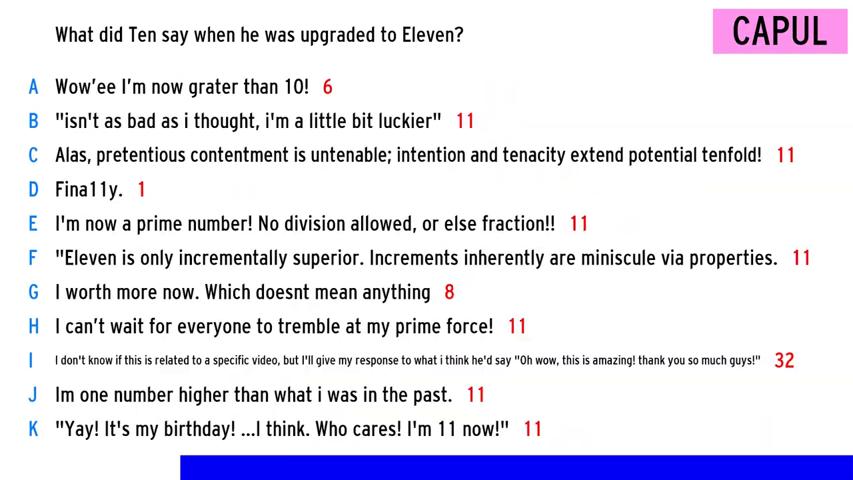 What did Ten say when he was upgraded to Eleven?
CAPUL
A Wow'ee I'm now grater than 10! 6
B "isn't as bad as i thought, i'm a little bit luckier" 11
C Alas, pretentious contentment is untenable; intention and tenacity extend potential tenfold! 11
D Fina11y. 1
E I'm now a prime number! No division allowed, or else fraction!! 11
F "Eleven is only incrementally superior. Increments inherently are miniscule via properties. 11
G I worth more now. Which doesnt mean anything 8
H I can't wait for everyone to tremble at my prime force! 11
I I don't know if this is related to a specific video, but I'll give my response to what i think he'd say "Oh wow, this is amazing! thank you so much guys!" 32
J Im one number higher than what i was in the past. 11
K "Yay! It's my birthday! ...I think. Who cares! I'm 11 now!" 11